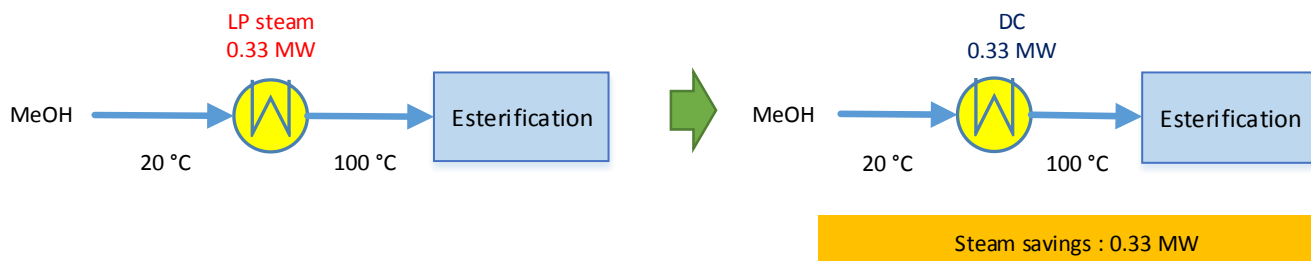 LP steam
0.33 MW
MeOH
Esterification
20 °C
100 °C
DC
0.33 MW
MeOH
Esterification
20 °C
100 °C
Steam savings : 0.33 MW